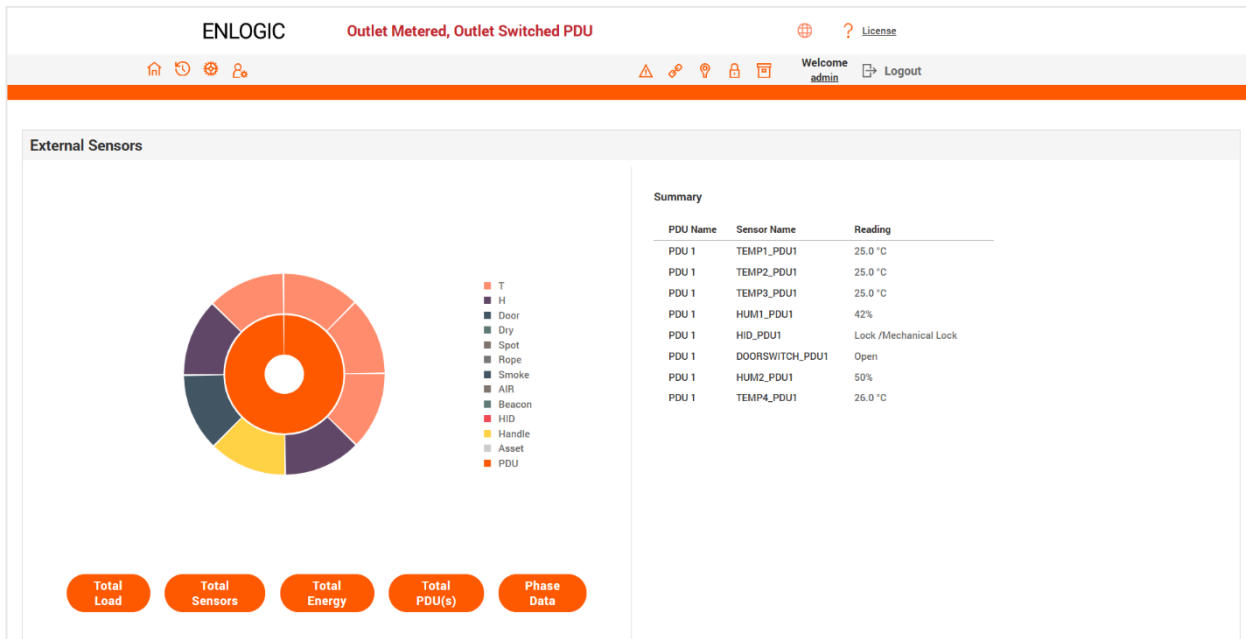 ENLOGIC
Outlet Metered, Outlet Switched PDU
? License
Welcome
admin
Logout
External Sensors
T
H
Door
Dry
Spot
Rope
Smoke
AIR
Beacon
HID
Handle
Asset
PDU
Total
Load
Total
Sensors
Total
Energy
Total
PDU(s)
Phase
Data
Summary
PDU Name Sensor Name Reading
PDU 1 TEMP1_PDU1 25.0 °C
PDU 1 TEMP2_PDU1 25.0 °C
PDU 1 TEMP3_PDU1 25.0 °C
PDU 1 HUM1_PDU1 42%
PDU 1 HID_PDU1 Lock /Mechanical Lock
PDU 1 DOORSWITCH_PDU1 Open
PDU 1 HUM2_PDU1 50%
PDU 1 TEMP4_PDU1 26.0 °C